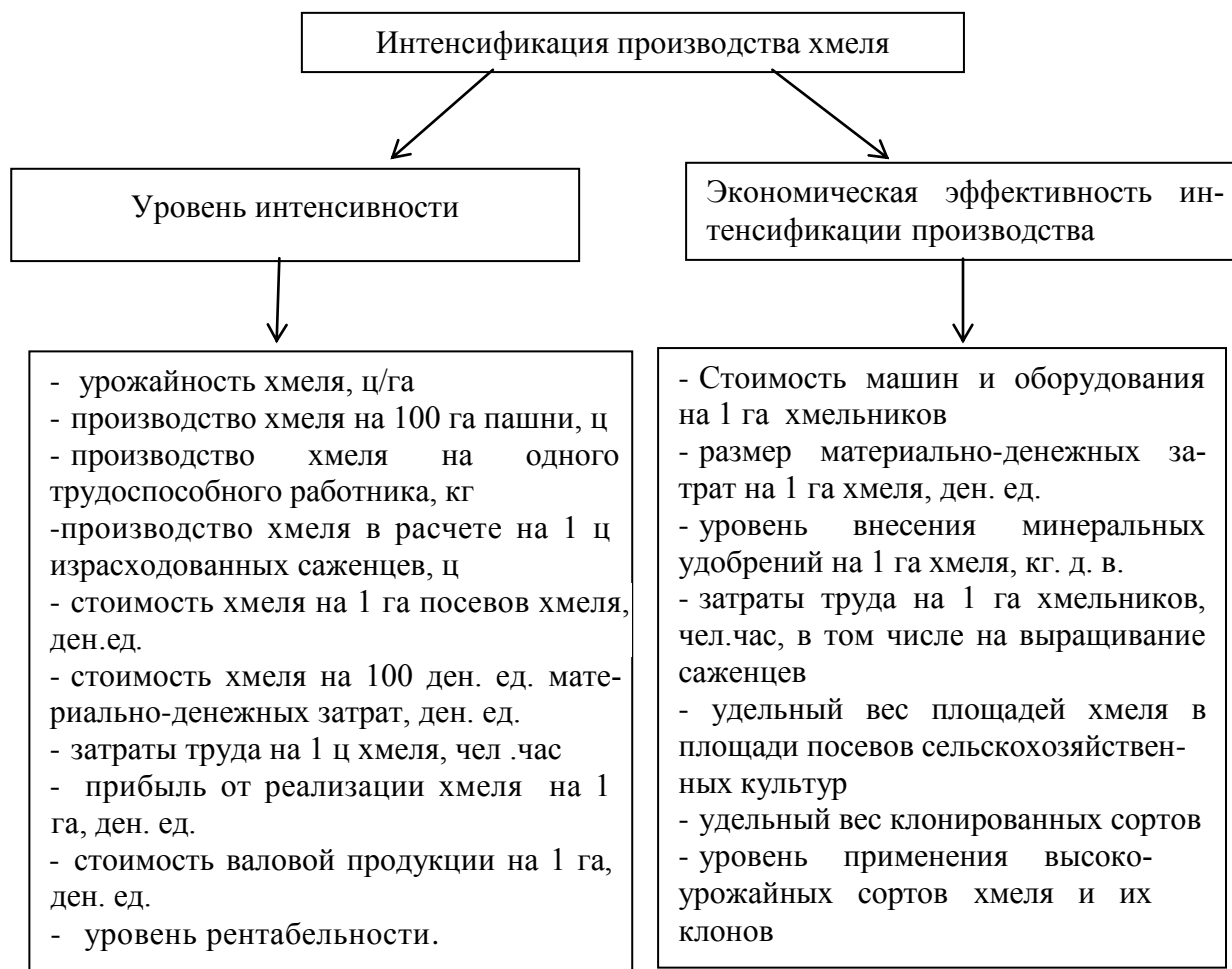 Интенсификация производства хмеля
Уровень интенсивности
Экономическая эффективность ин-
тенсификации производства
- урожайность хмеля, ц/га
- производство хмеля на 100 га пашни, ц
- производство хмеля на одного
трудоспособного работника, кг
-производство хмеля в расчете на 1 ц
израсходованных саженцев, ц
- стоимость хмеля на 1 га посевов хмеля,
ден.ед.
- стоимость хмеля на 100 ден. ед. мате-
риально-денежных затрат, ден. ед.
- затраты труда на 1 ц хмеля, чел .час
- прибыль от реализации хмеля на 1
га, ден. ед.
- стоимость валовой продукции на 1 га,
ден. ед.
- уровень рентабельности.
- Стоимость машин и оборудования
на 1 га хмельников
- размер материально-денежных за-
трат на 1 га хмеля, ден. ед.
- уровень внесения минеральных
удобрений на 1 га хмеля, кг. д. в.
- затраты труда на 1 га хмельников,
чел.час, в том числе на выращивание
саженцев
- удельный вес площадей хмеля в
площади посевов сельскохозяйствен-
ных культур
- удельный вес клонированных сортов
- уровень применения высоко-
урожайных сортов хмеля и их
клонов